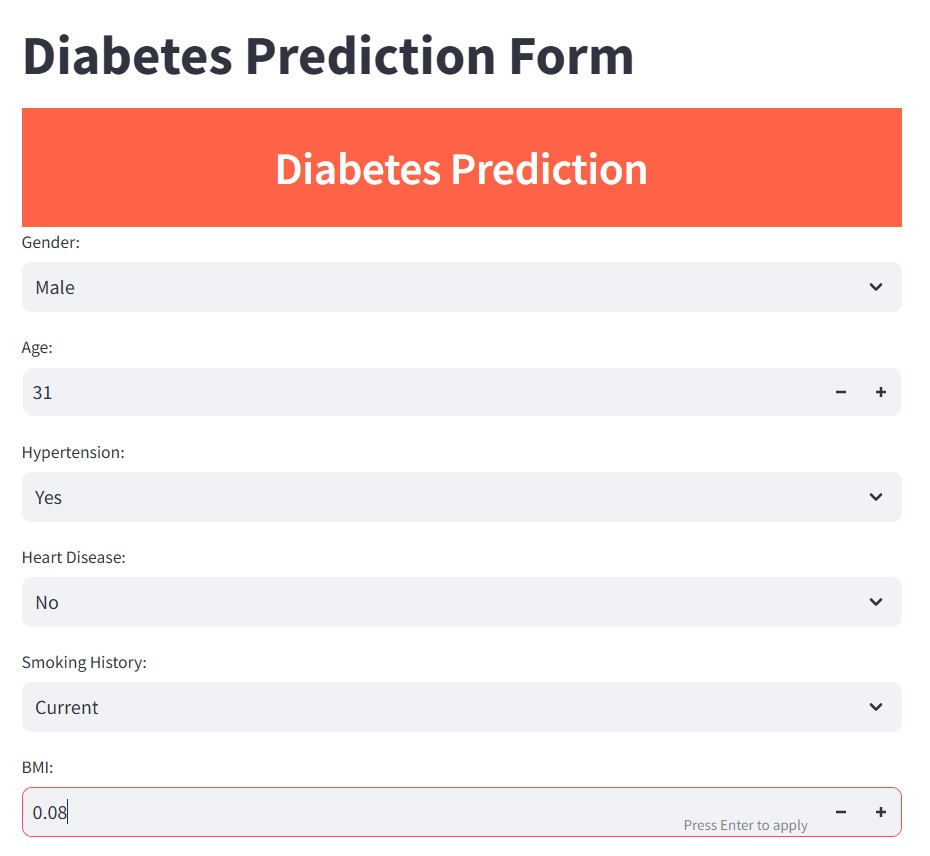 Diabetes Prediction Form
Diabetes Prediction
Gender:
Male
Age:
31
Hypertension:
Yes
Heart Disease:
No
Smoking History:
Current
BMI:
0.08
Press Enter to apply